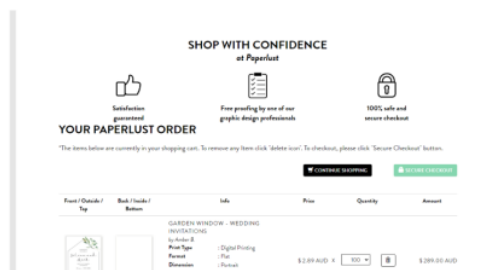 SHOP WITH CONFIDENCE
at Paperlust
Satisfaction
guaranteed
Free proofing by one of our
graphic design professionals
100% safe and
secure checkout
YOUR PAPERLUST ORDER
*The items below are currently in your shopping cart. To remove any item click 'delete icon'. To checkout, please click 'Secure Checkout' button.
CONTINUE SHOPPING
SECURE CHECKOUT
Front / Outside / Top
Back / Inside / Bottom
Info
Price
Quantity
Amount
GARDEN WINDOW - WEDDING
INVITATIONS
by Amber B
Print Type : Digital Printing
Format : Flat
Dimension : Portrait
$2.89 AUD X 100
$289.00 AUD